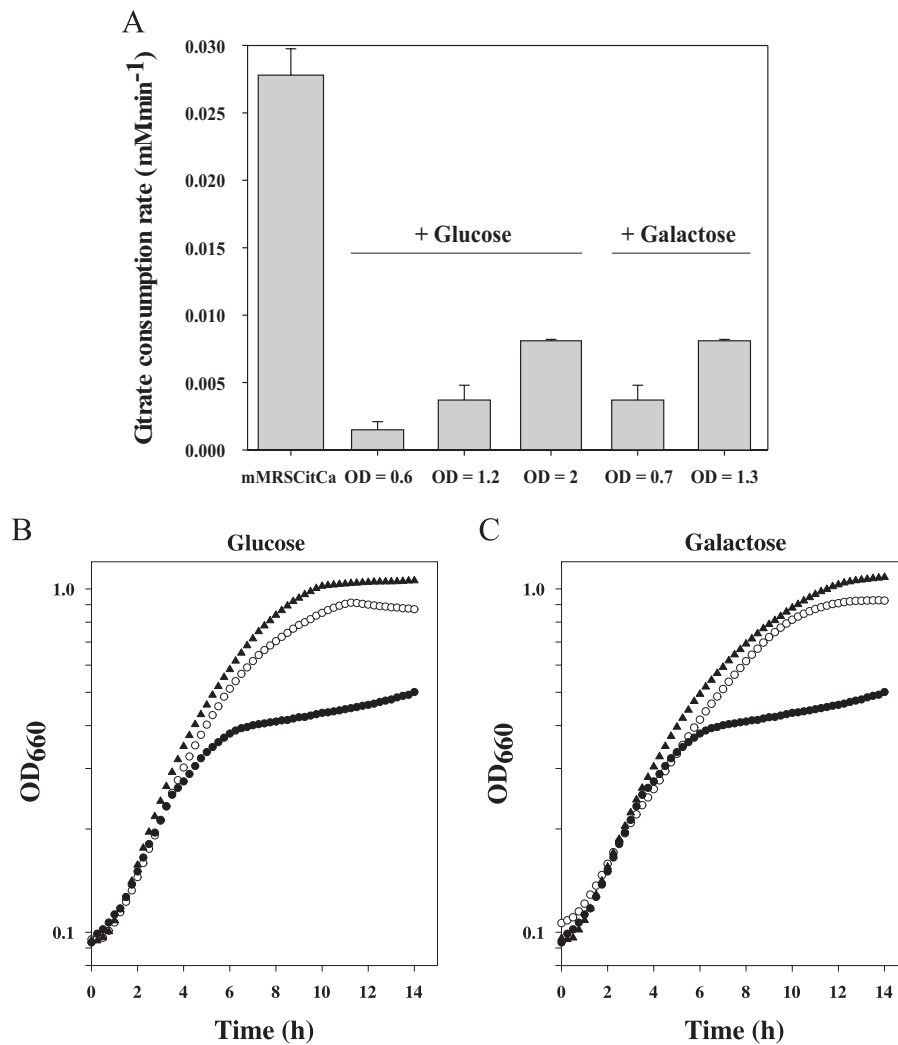 A
Citrate consumption rate (mMmin-1)
0.030
0.025
0.020
0.015
0.010
0.005
0.000
+ Glucose
+ Galactose
mMRSCitCa
OD = 0.6
OD = 1.2
OD = 2
OD = 0.7
OD = 1.3
B
Glucose
OD660
1.0
0.1
0 2 4 6 8 10 12 14
Time (h)
C
Galactose
OD660
1.0
0.1
0 2 4 6 8 10 12 14
Time (h)